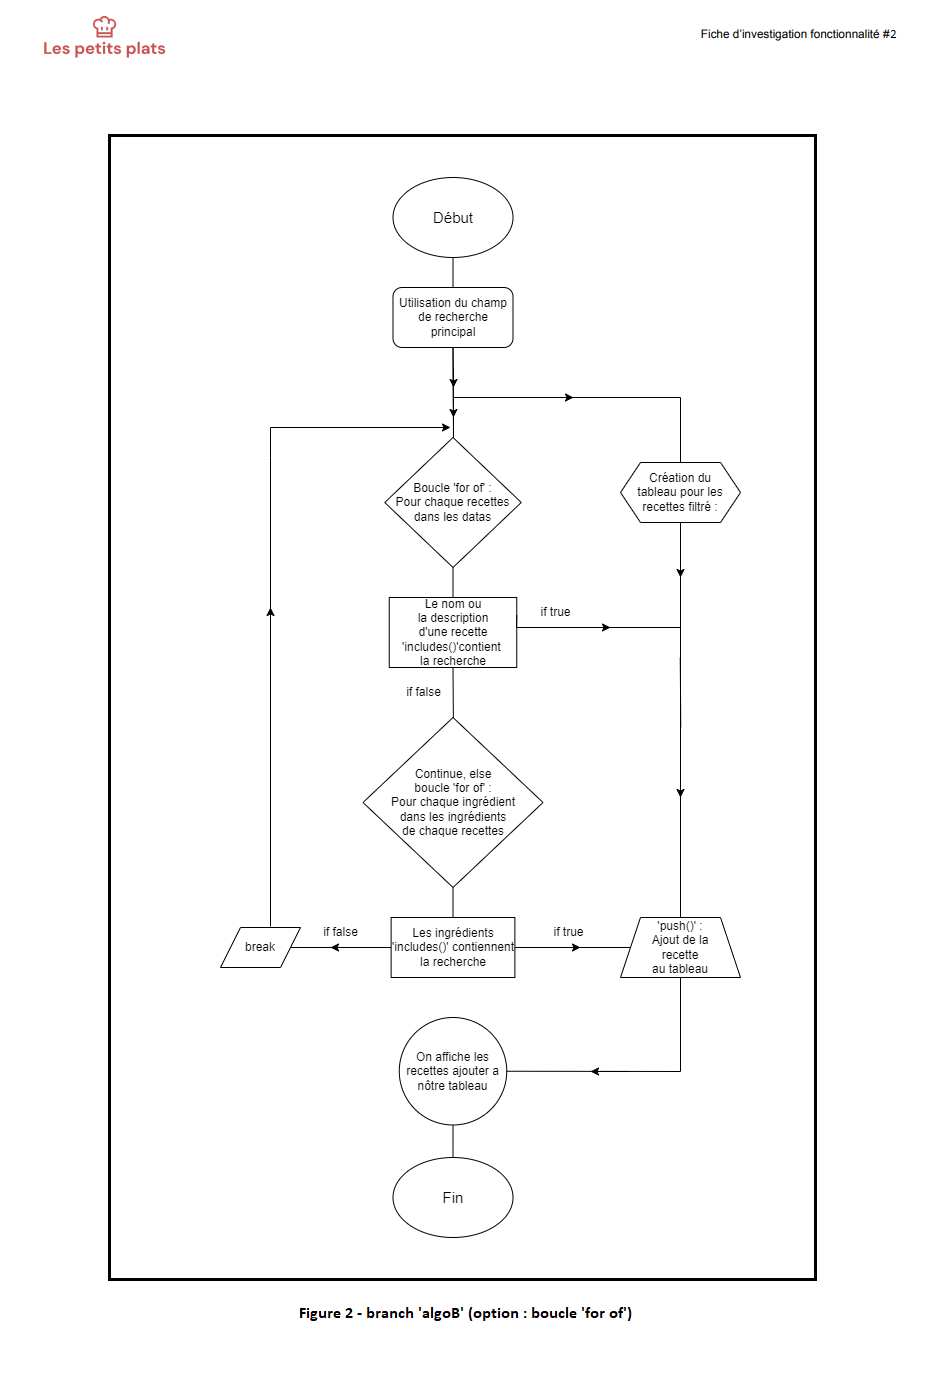 Les petits plats
Fiche d'investigation fonctionnalité #2
Début
Utilisation du champ
de recherche
principal
Boucle 'for of' :
Pour chaque recettes
dans les datas
Création du
tableau pour les
recettes filtré :
Le nom ou
la description
d'une recette
'includes()'contient
la recherche
if true
if false
Continue, else
boucle 'for of' :
Pour chaque ingrédient
dans les ingrédients
de chaque recettes
break
if false
Les ingrédients
'includes()' contiennent
la recherche
if true
'push()' :
Ajout de la
recette
au tableau
On affiche les
recettes ajouter a
nôtre tableau
Fin
Figure 2 - branch 'algoB' (option : boucle 'for of')